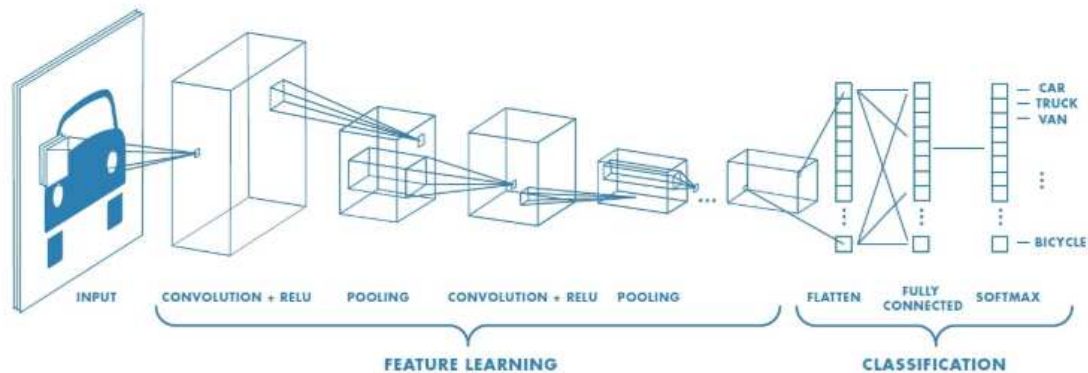 CAR
TRUCK
VAN
BICYCLE
INPUT
CONVOLUTION + RELU
POOLING
CONVOLUTION + RELU
POOLING
FLATTEN
FULLY
CONNECTED
SOFTMAX
FEATURE LEARNING
CLASSIFICATION